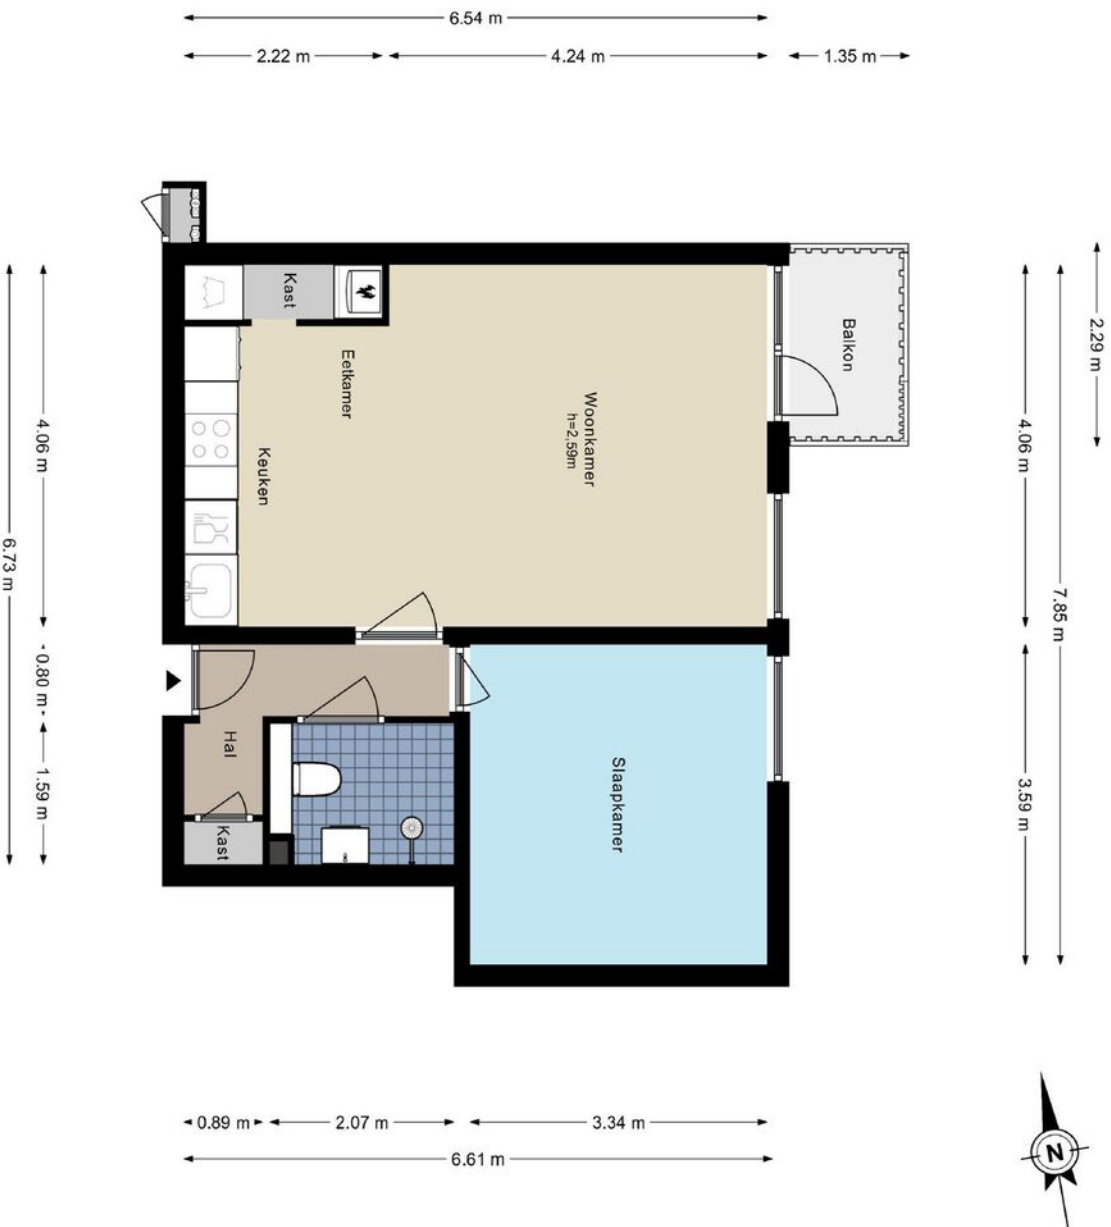 6.54 m
2.22 m
4.24 m
1.35 m
Kast
Balkon
2.29 m
Eetkamer
Woonkamer
h=2,59m
4.06 m
4.06 m
Keuken
6.73 m
7.85 m
0.80 m
Hal
Slaapkamer
1.59 m
3.59 m
Kast
0.89 m
2.07 m
3.34 m
6.61 m
N